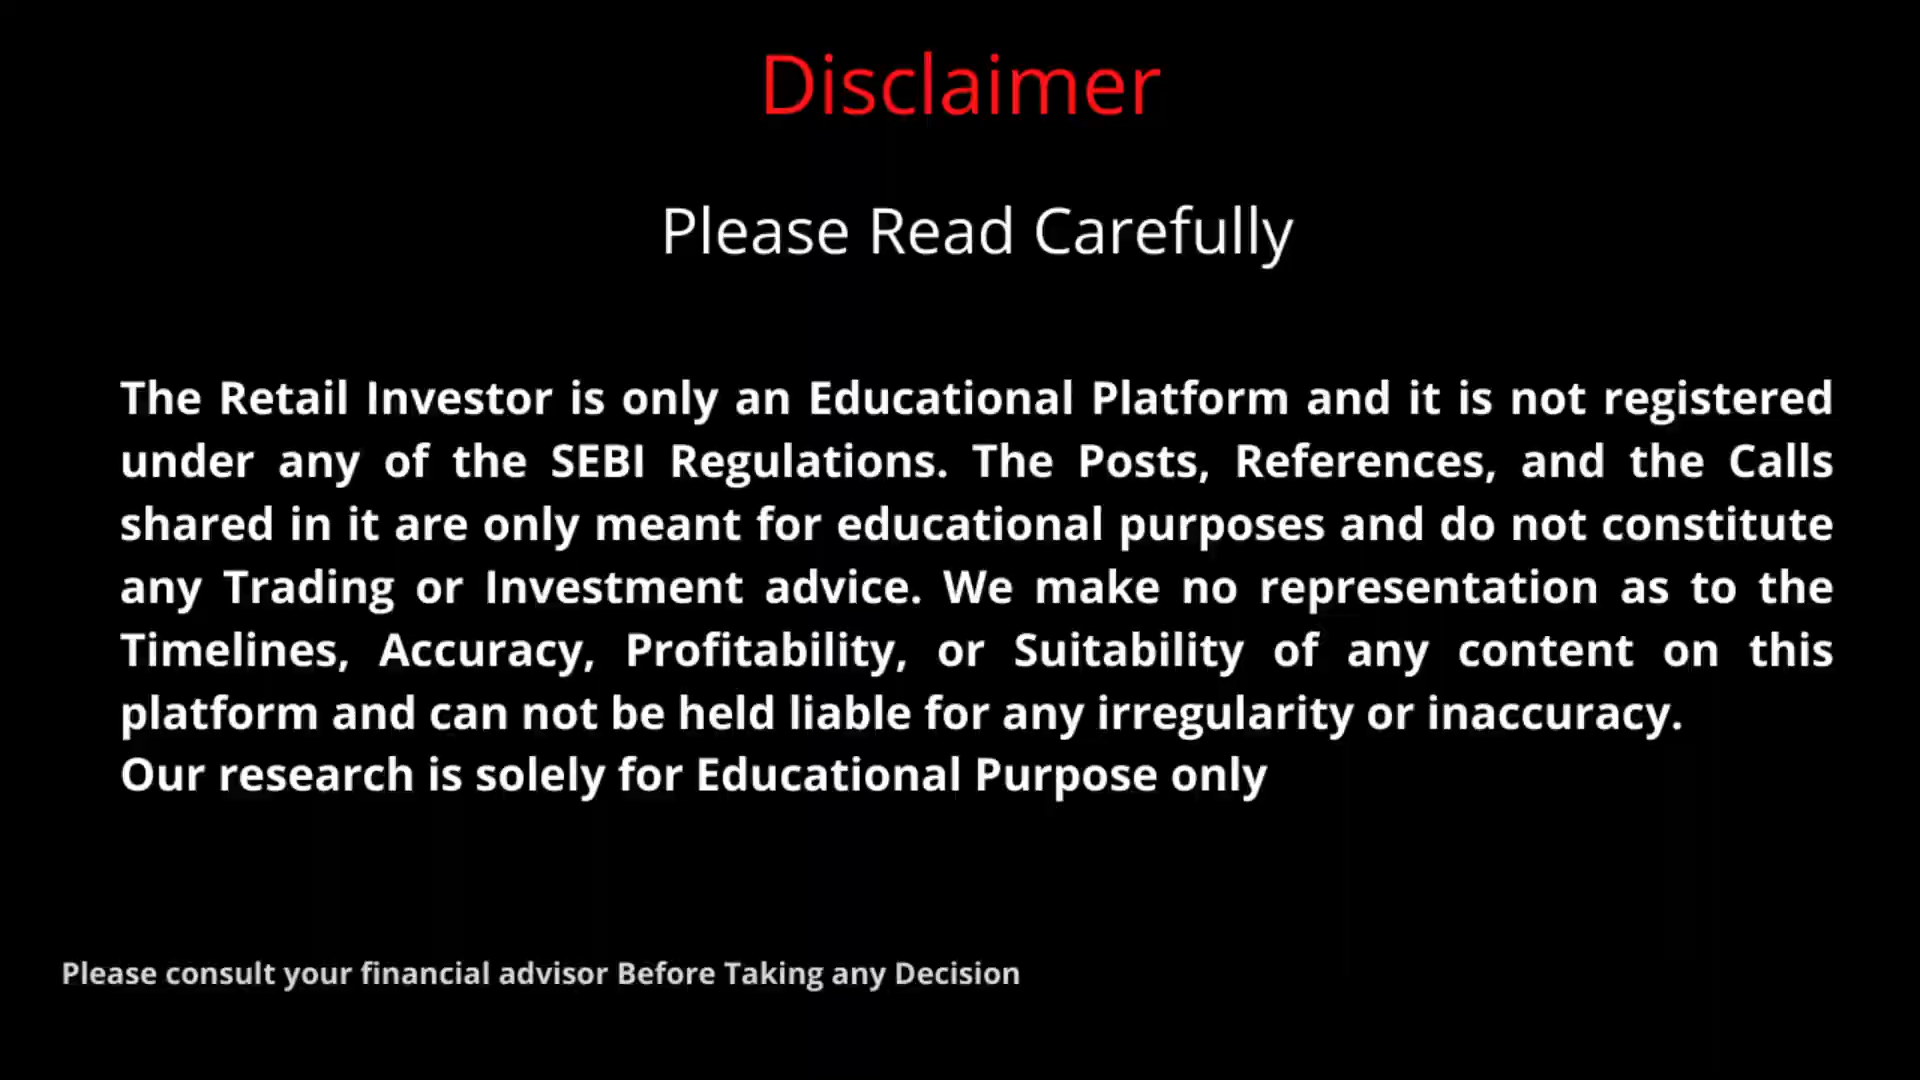 Disclaimer
Please Read Carefully
The Retail Investor is only an Educational Platform and it is not registered
under any of the SEBI Regulations. The Posts, References, and the Calls
shared in it are only meant for educational purposes and do not constitute
any Trading or Investment advice. We make no representation as to the
Timelines, Accuracy, Profitability, or Suitability of any content on this
platform and can not be held liable for any irregularity or inaccuracy.
Our research is solely for Educational Purpose only
Please consult your financial advisor Before Taking any Decision